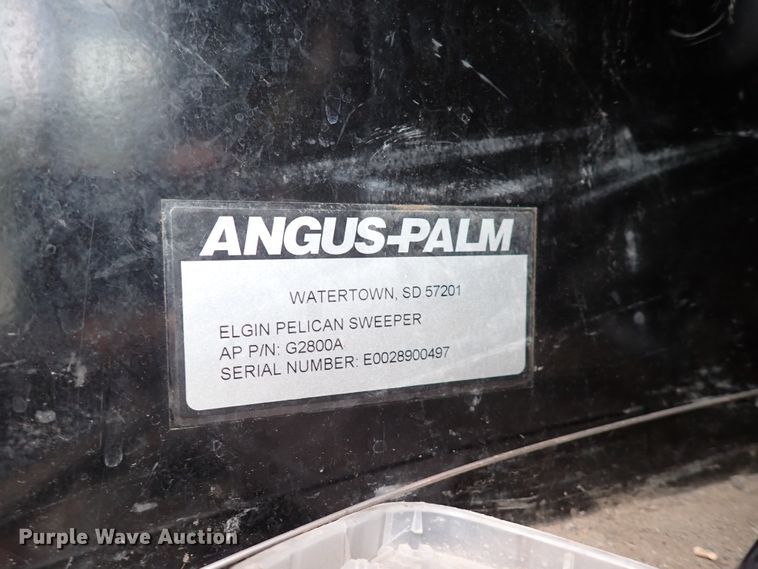 ANGUS-PALM
WATERTOWN, SD 57201
ELGIN PELICAN SWEEPER
AP P/N: G2800A
SERIAL NUMBER: E0028900497
Purple Wave Auction